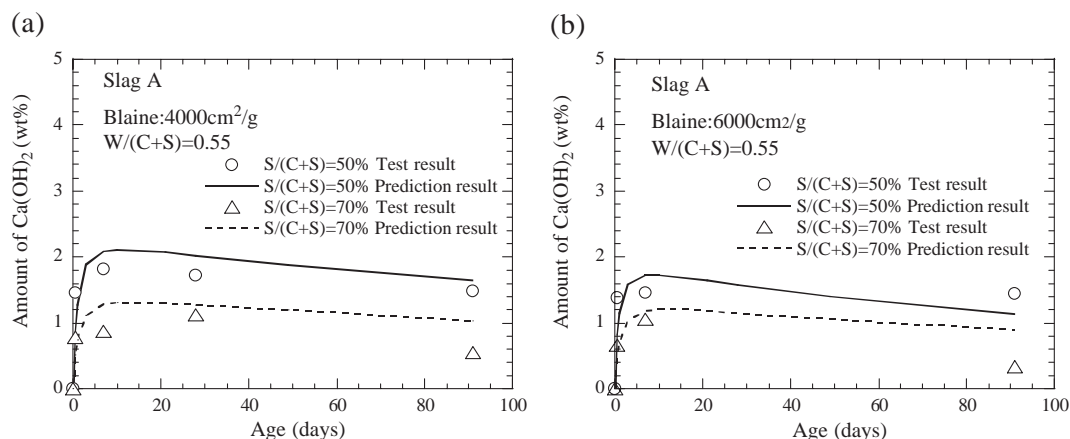 (a)
Amount of Ca(OH)2 (wt%)
5
4
3
2
1
0
Slag A
Blaine:4000cm2/g
W/(C+S)=0.55
S/(C+S)=50% Test result
S/(C+S)=50% Prediction result
S/(C+S)=70% Test result
S/(C+S)=70% Prediction result
0 20 40 60 80 100
Age (days)
(b)
Amount of Ca(OH)2 (wt%)
5
4
3
2
1
0
Slag A
Blaine:6000cm2/g
W/(C+S)=0.55
S/(C+S)=50% Test result
S/(C+S)=50% Prediction result
S/(C+S)=70% Test result
S/(C+S)=70% Prediction result
0 20 40 60 80 100
Age (days)